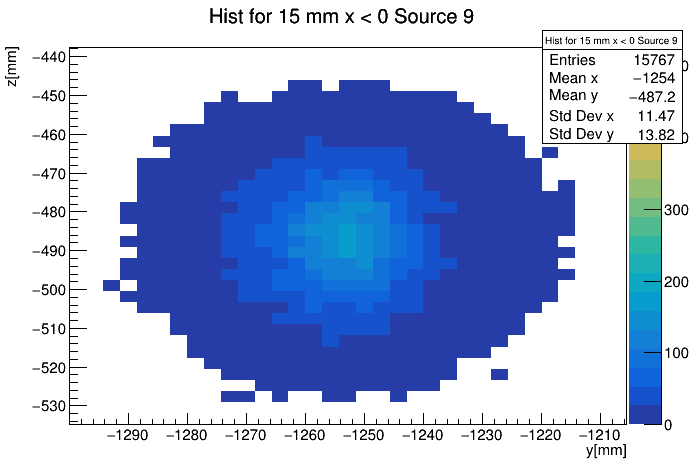 Hist for 15 mm x < 0 Source 9
z[mm]
Hist for 15 mm x < 0 Source 9
Entries 15767
Mean x −1254
Mean y −487.2
Std Dev x 11.47
Std Dev y 13.82
−440
−450
−460
−470
−480
−490
−500
−510
−520
−530
−1290 −1280 −1270 −1260 −1250 −1240 −1230 −1220 −1210
y[mm]
0
0
300
200
100
0